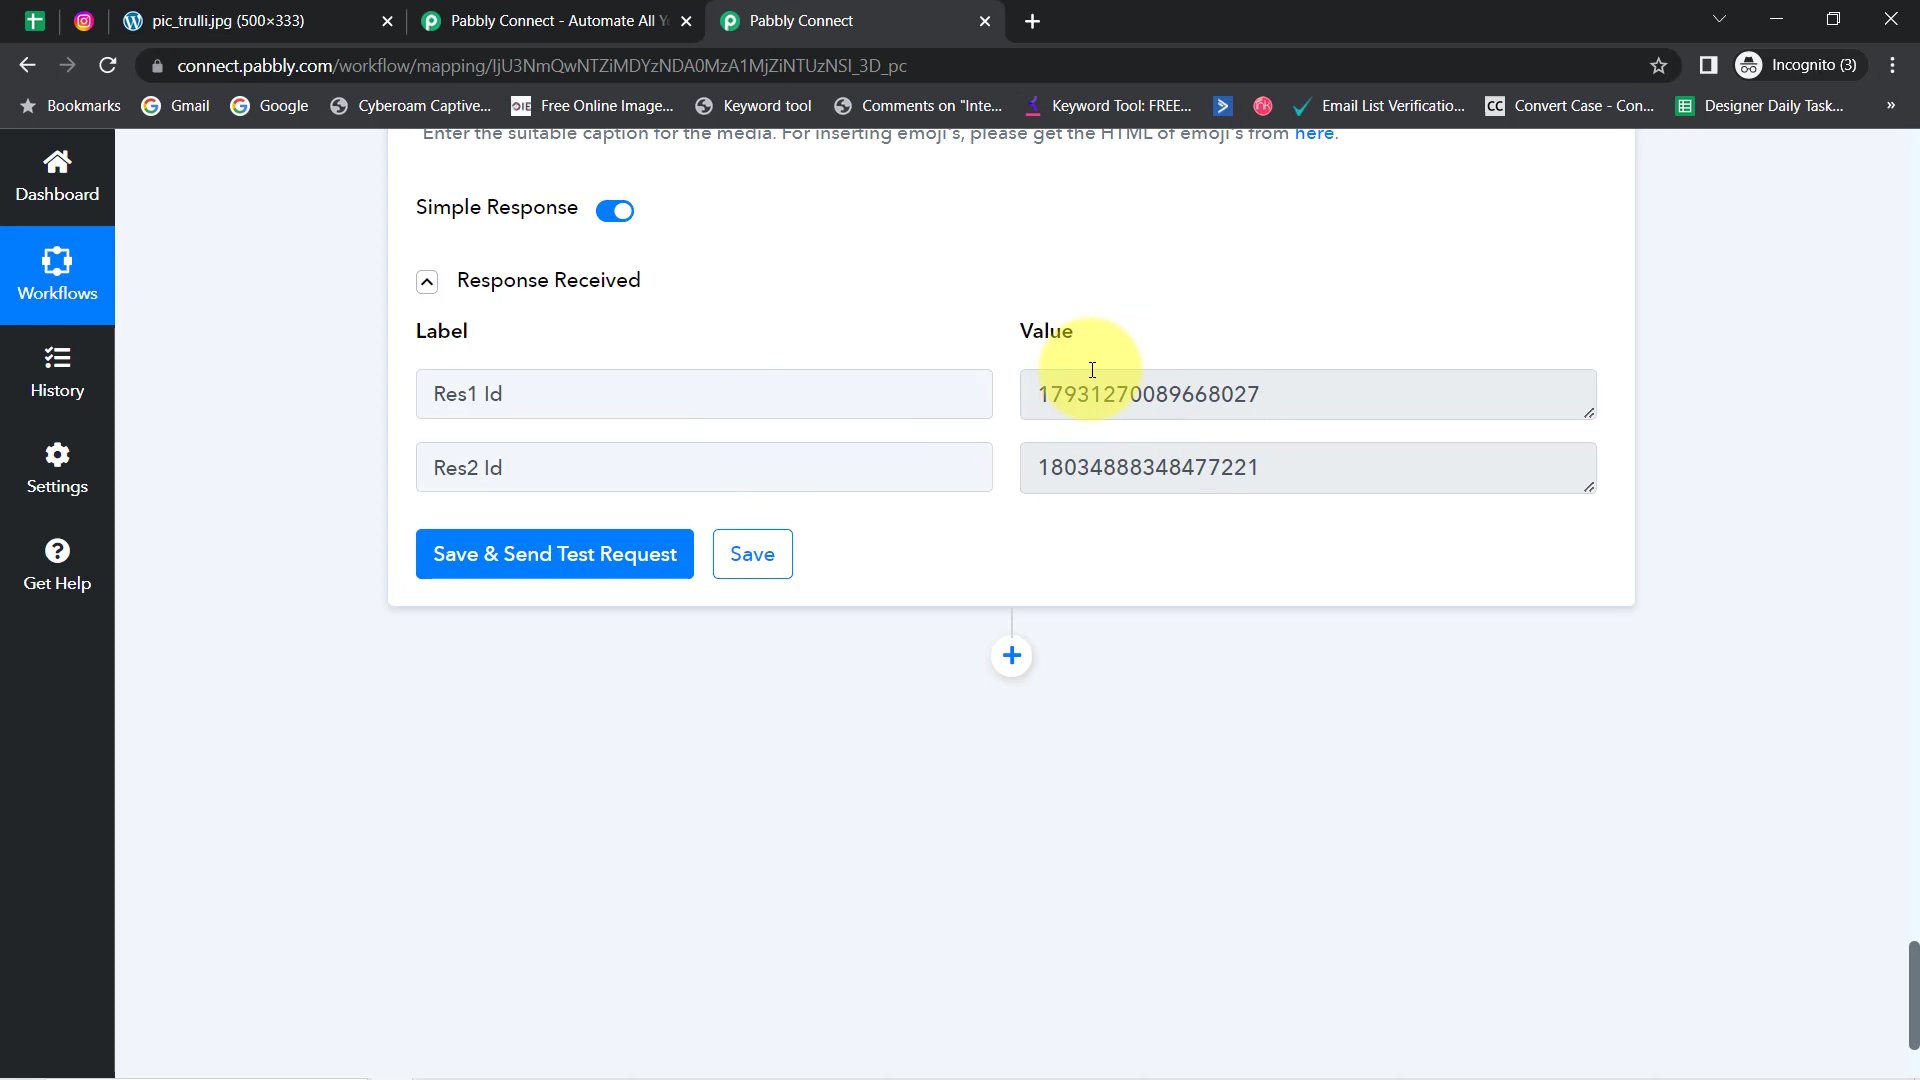 pic_trulli.jpg (500×333)
Pabbly Connect - Automate All Y
Pabbly Connect
connect.pabbly.com/workflow/mapping/IjU3NmQwNTZiMDYzNDA0MzA1MjZiNTUzNSI_3D_pc
Incognito (3)
Bookmarks
Gmail
Google
Cyberoam Captive...
OIE
Free Online Image...
Keyword tool
Comments on "Inte...
Keyword Tool: FREE...
Email List Verificatio...
CC
Convert Case - Con...
Designer Daily Task...
»
Enter the suitable caption for the media. For inserting emoji's, please get the HTML of emoji's from here.
Dashboard
Workflows
History
Settings
Get Help
Simple Response
Response Received
Label
Value
Res1 Id
17931270089668027
Res2 Id
18034888348477221
Save & Send Test Request
Save